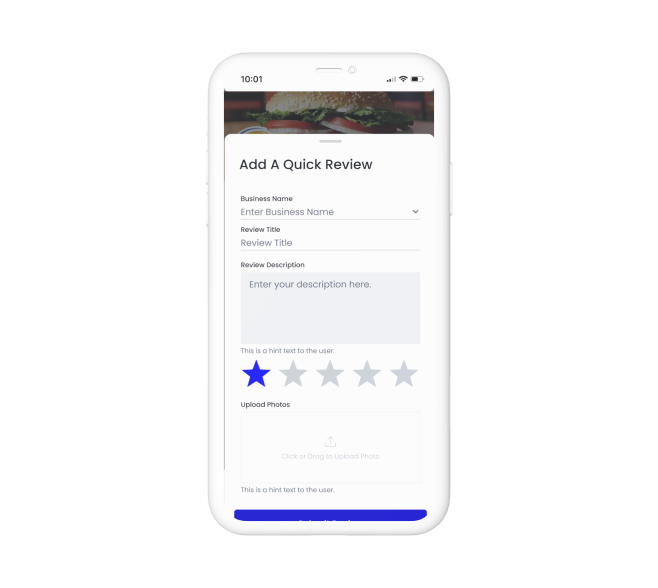 10:01
Add A Quick Review
Business Name
Enter Business Name
Review Title
Review Title
Review Description
Enter your description here.
This is a hint text to the user.
Upload Photos
Click or Drag to Upload Photo
This is a hint text to the user.